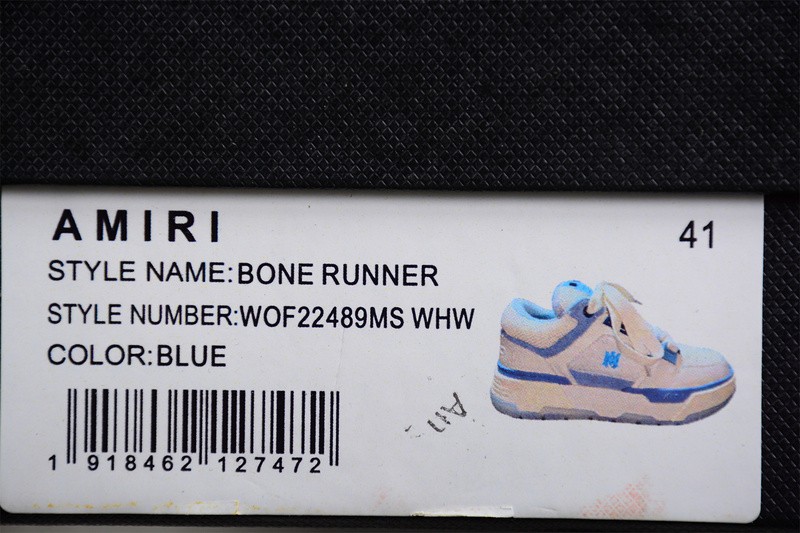 AMIRI
41
STYLE NAME:BONE RUNNER
STYLE NUMBER:WOF22489MS WHW
COLOR:BLUE
1 918462 127472